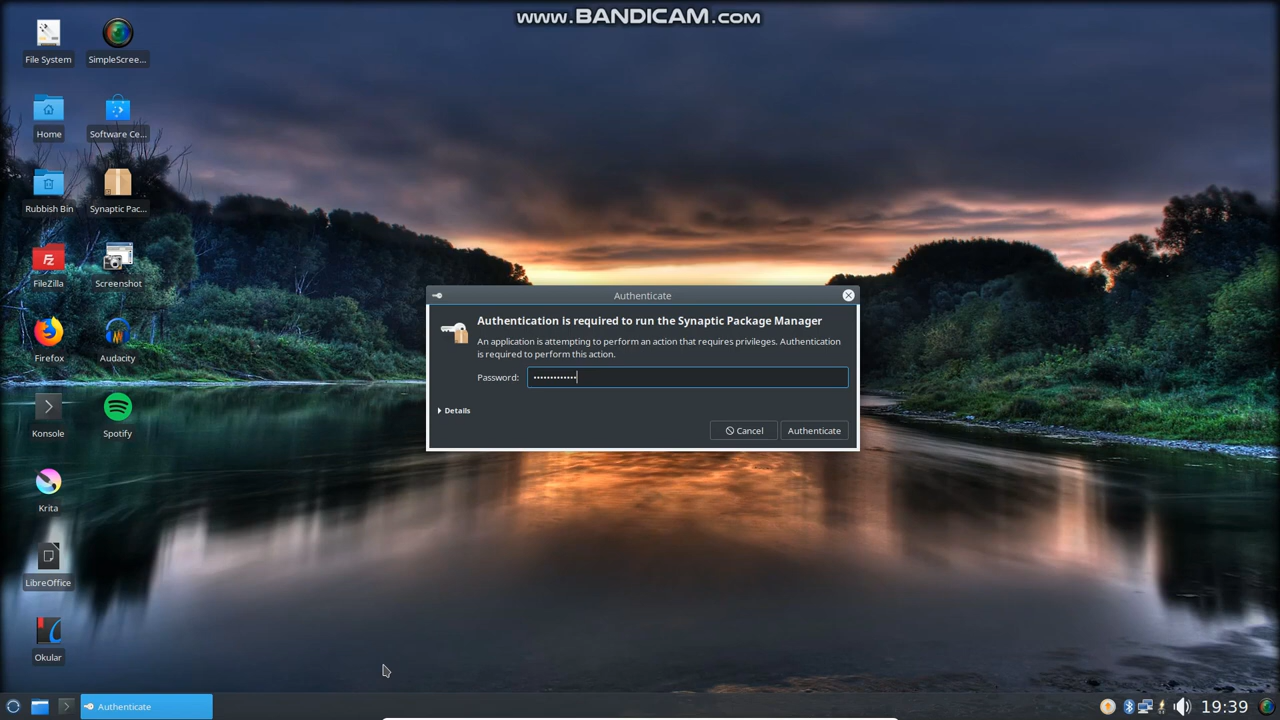 www.BANDICAM.com
File System
SimpleScree...
Home
Software Ce...
Rubbish Bin
Synaptic Pac...
FileZilla
Screenshot
Firefox
Audacity
Konsole
Spotify
Krita
LibreOffice
Okular
Authenticate
Authentication is required to run the Synaptic Package Manager
An application is attempting to perform an action that requires privileges. Authentication
is required to perform this action.
Password: •••••••••••••
Details
Cancel
Authenticate
Authenticate
19:39